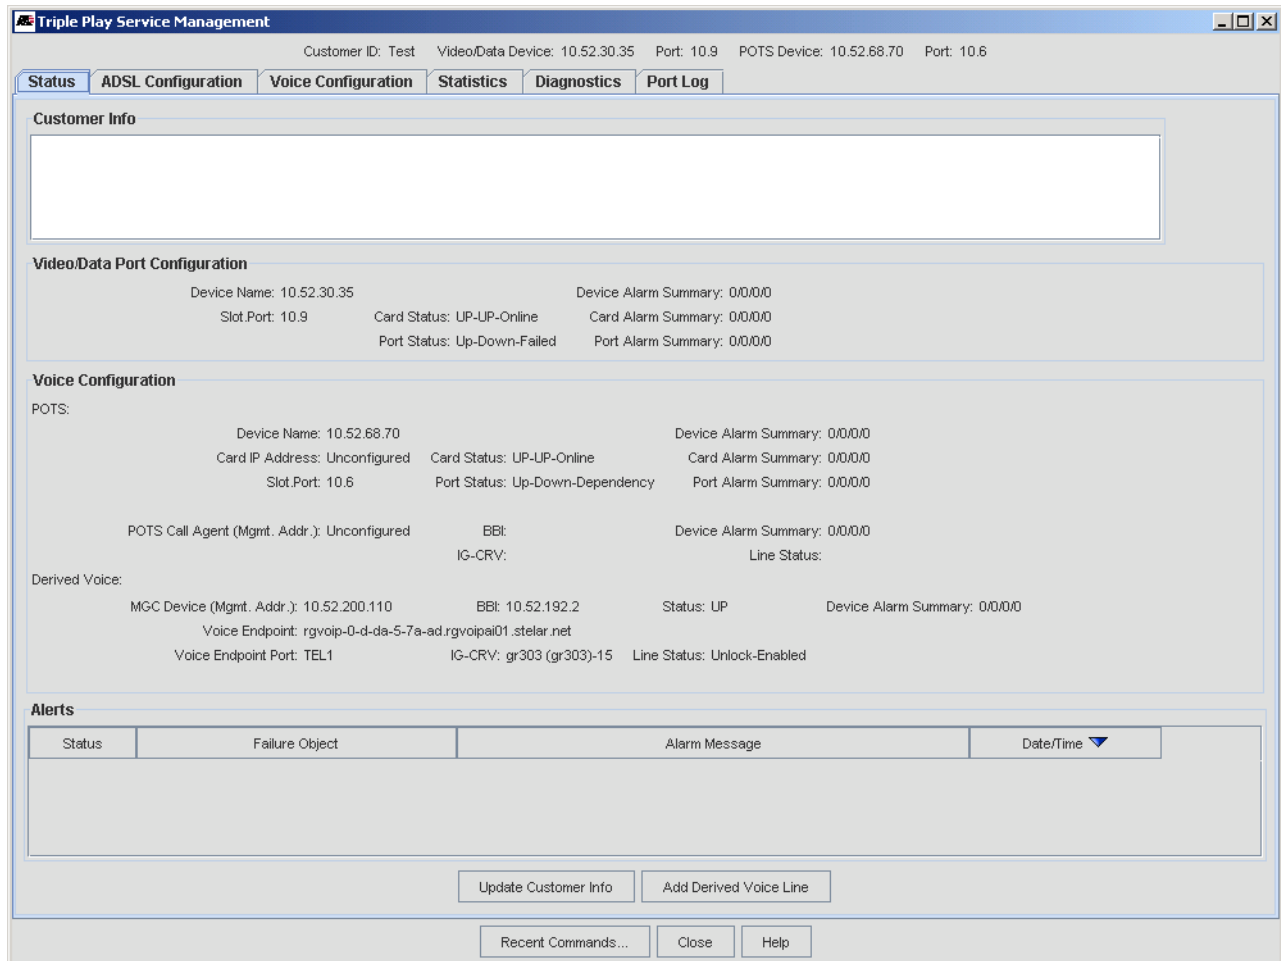 Triple Play Service Management
Customer ID: Test Video/Data Device: 10.52.30.35 Port: 10.9 POTS Device: 10.52.68.70 Port: 10.6
Status ADSL Configuration Voice Configuration Statistics Diagnostics Port Log
Customer Info
Video/Data Port Configuration
Device Name: 10.52.30.35 Device Alarm Summary: 0/0/0/0
Slot.Port: 10.9 Card Status: UP-UP-Online Card Alarm Summary: 0/0/0/0
Port Status: Up-Down-Failed Port Alarm Summary: 0/0/0/0
Voice Configuration
POTS:
Device Name: 10.52.68.70 Device Alarm Summary: 0/0/0/0
Card IP Address: Unconfigured Card Status: UP-UP-Online Card Alarm Summary: 0/0/0/0
Slot.Port: 10.6 Port Status: Up-Down-Dependency Port Alarm Summary: 0/0/0/0
POTS Call Agent (Mgmt. Addr.): Unconfigured BBI: Device Alarm Summary: 0/0/0/0
IG-CRV: Line Status:
Derived Voice:
MGC Device (Mgmt. Addr.): 10.52.200.110 BBI: 10.52.192.2 Status: UP Device Alarm Summary: 0/0/0/0
Voice Endpoint: rgvoip-0-d-da-5-7a-ad.rgvoipai01.stelar.net
Voice Endpoint Port: TEL1 IG-CRV: gr303 (gr303)-15 Line Status: Unlock-Enabled
Alerts
Status Failure Object Alarm Message Date/Time
Update Customer Info Add Derived Voice Line
Recent Commands... Close Help